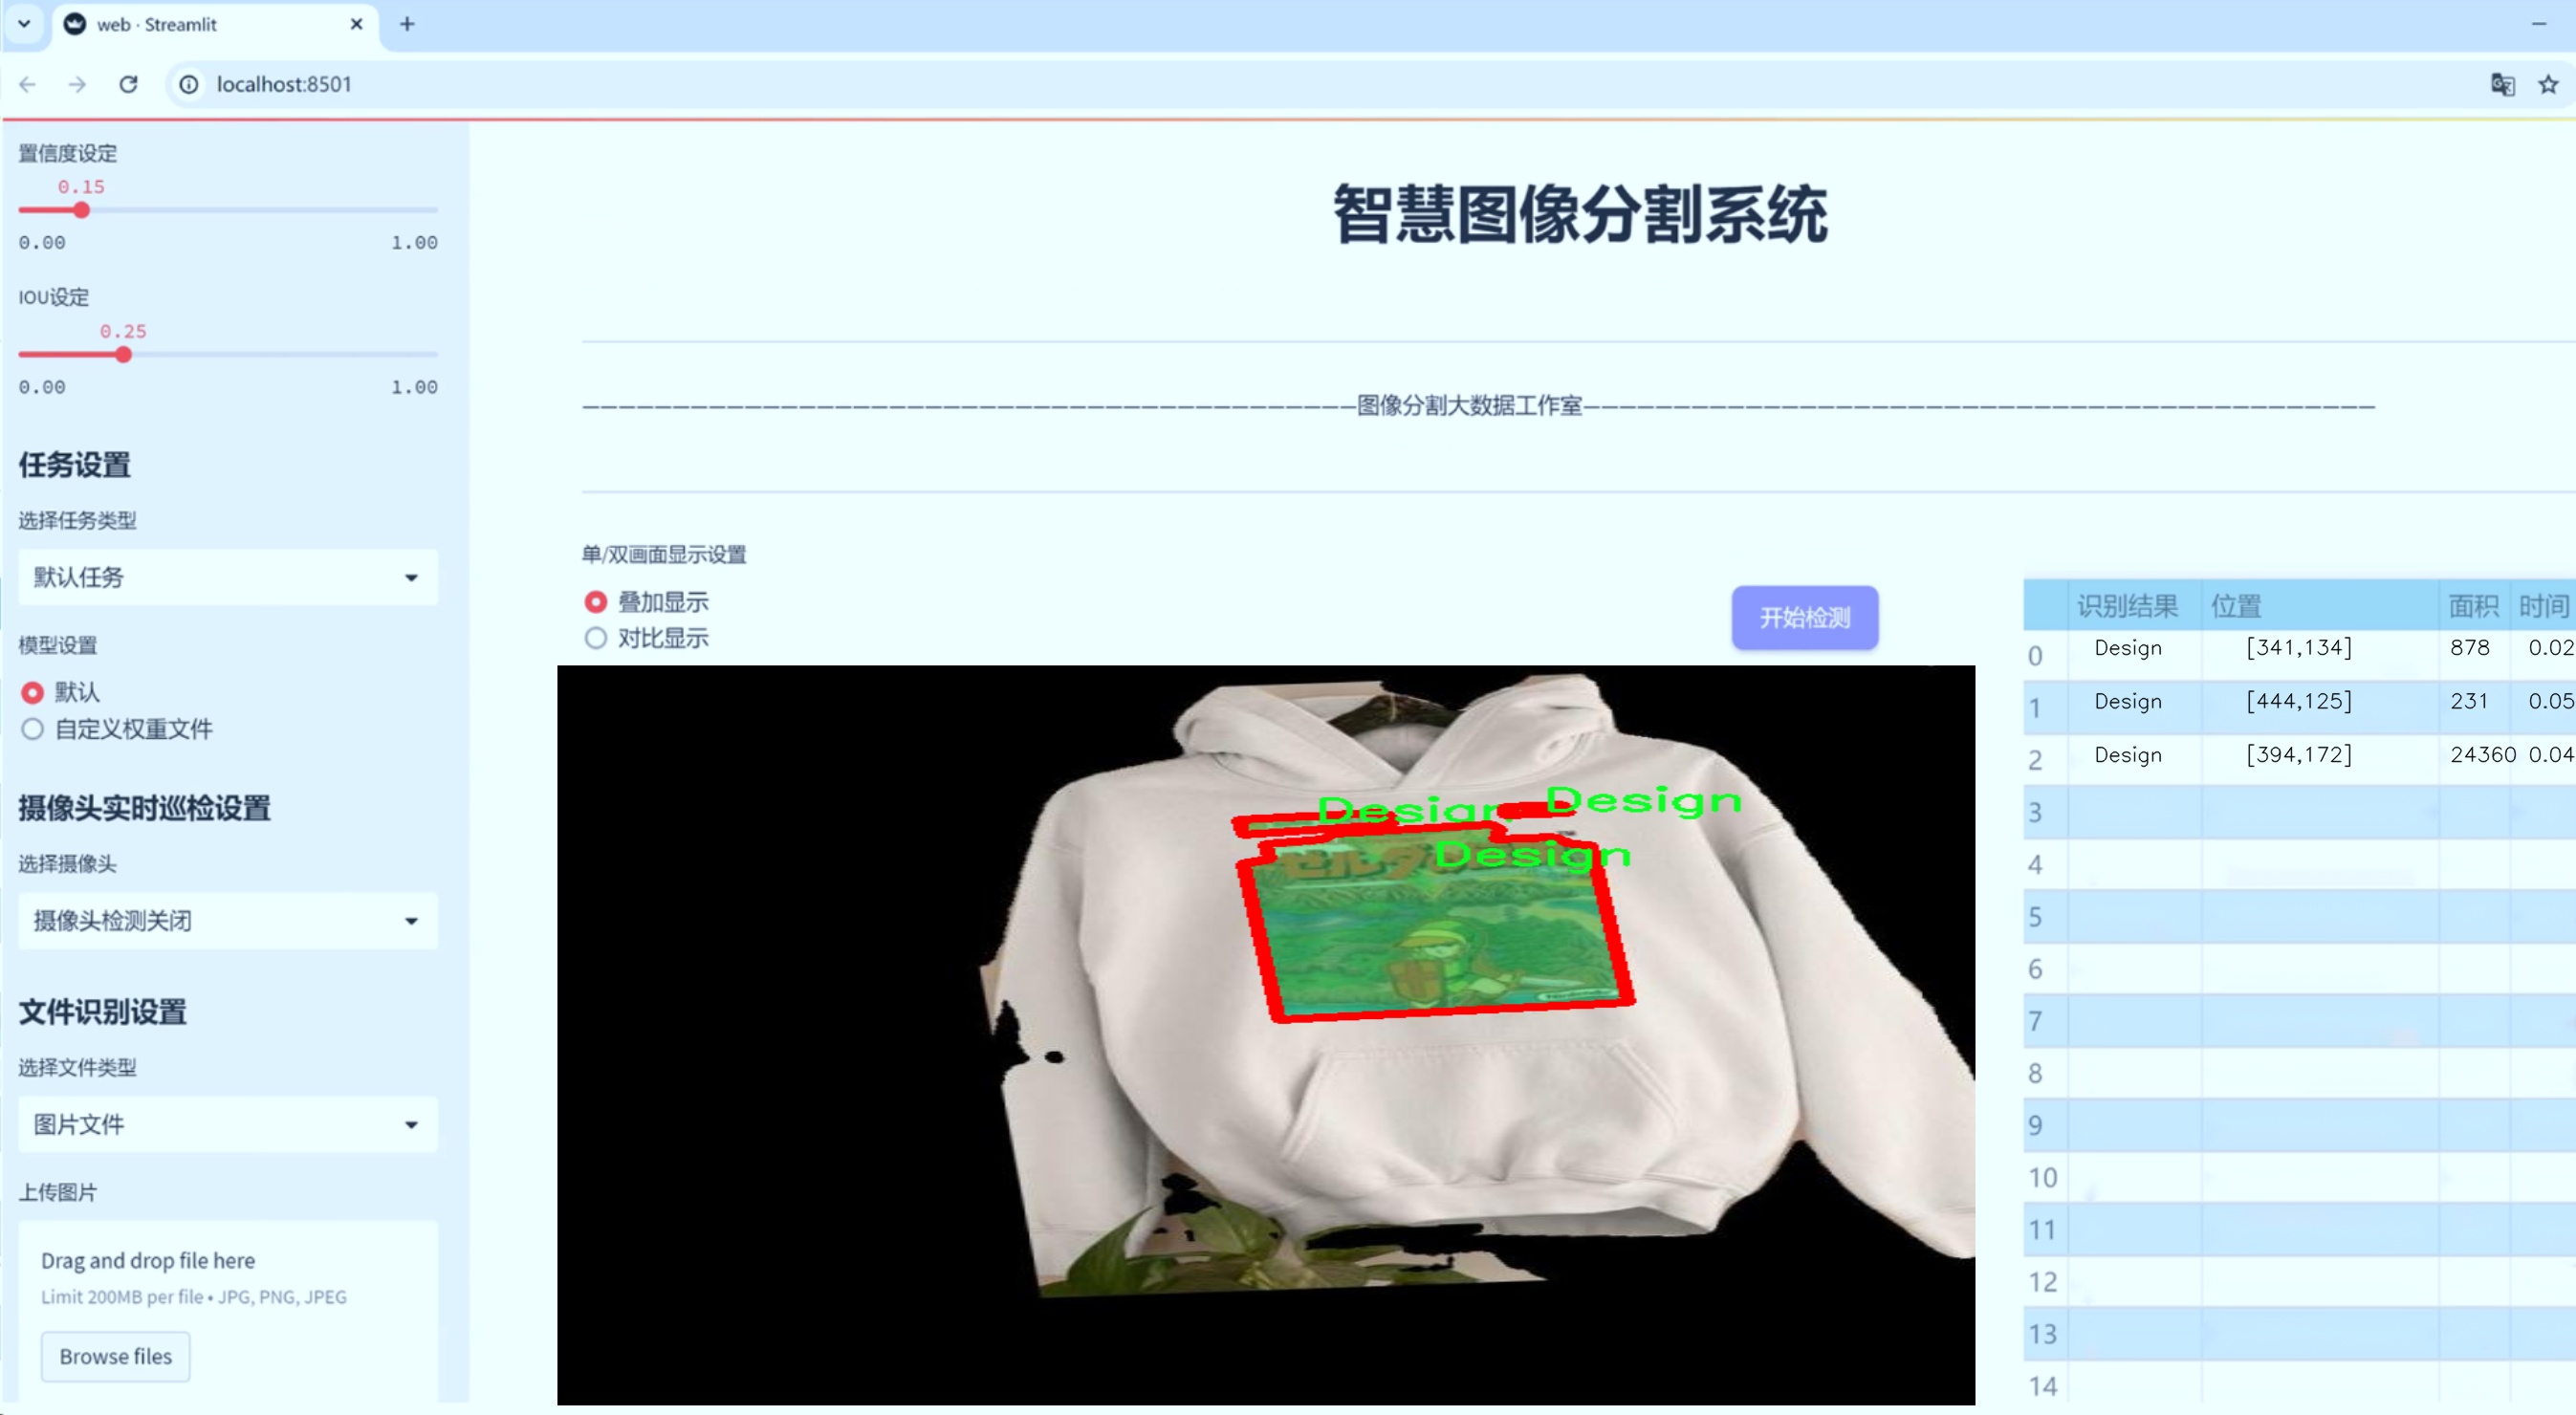 web · Streamlit
localhost:8501
置信度设定
0.15
0.00 1.00
IOU设定
0.25
0.00 1.00
任务设置
选择任务类型
默认任务
模型设置
默认
自定义权重文件
摄像头实时巡检设置
选择摄像头
摄像头检测关闭
文件识别设置
选择文件类型
图片文件
上传图片
Drag and drop file here
Limit 200MB per file • JPG, PNG, JPEG
Browse files
智慧图像分割系统
图像分割大数据工作室
单/双画面显示设置
叠加显示
对比显示
开始检测
Design
Design
Design
ゼルダ
识别结果 位置 面积 时间
0 Design [341,134] 878 0.02
1 Design [444,125] 231 0.05
2 Design [394,172] 24360 0.04
3
4
5
6
7
8
9
10
11
12
13
14